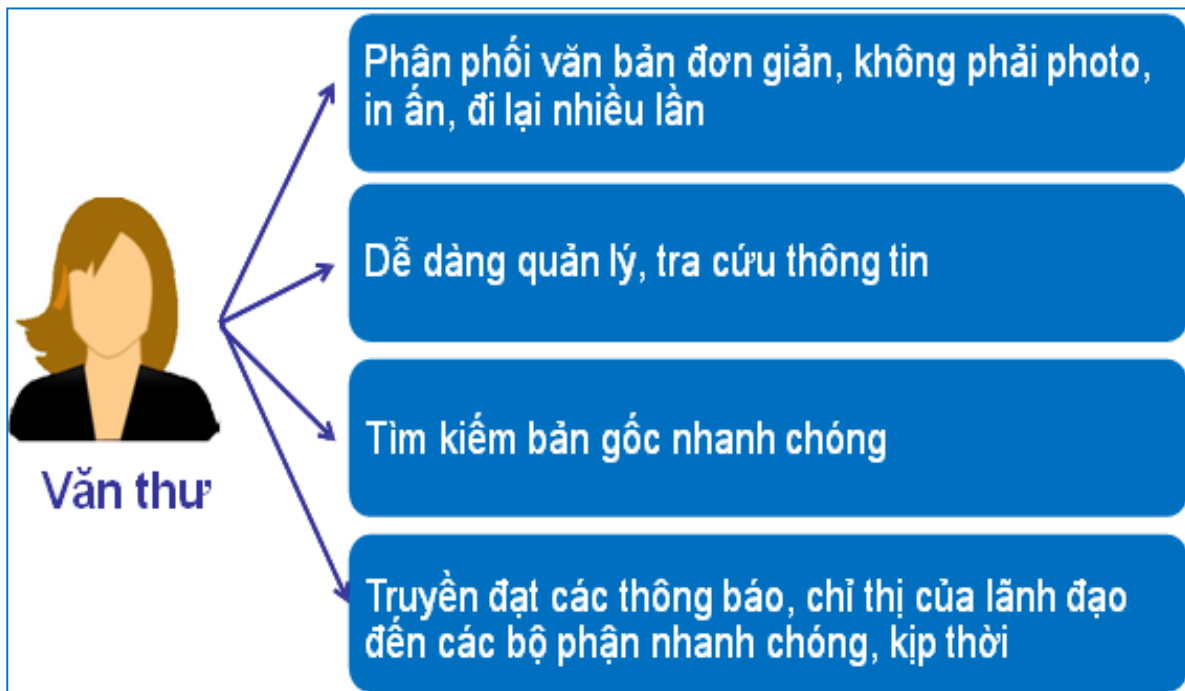 Phân phối văn bản đơn giản, không phải photo,
in ấn, đi lại nhiều lần
Dễ dàng quản lý, tra cứu thông tin
Tìm kiếm bản gốc nhanh chóng
Văn thư
Truyền đạt các thông báo, chỉ thị của lãnh đạo
đến các bộ phận nhanh chóng, kịp thời